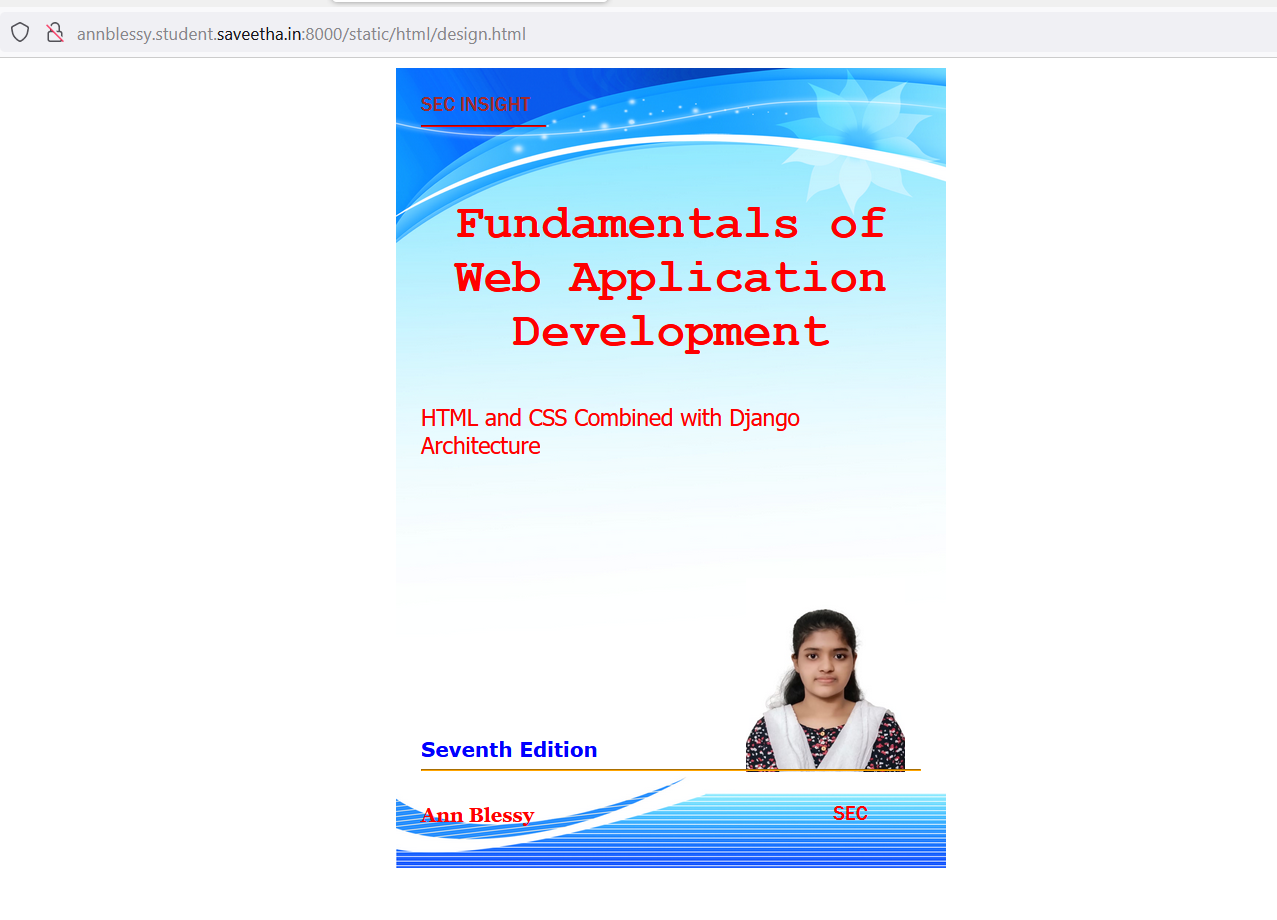 annblessy.student.saveetha.in:8000/static/html/design.html
SEC INSIGHT
Fundamentals of
Web Application
Development
HTML and CSS Combined with Django
Architecture
Seventh Edition
Ann Blessy
SEC